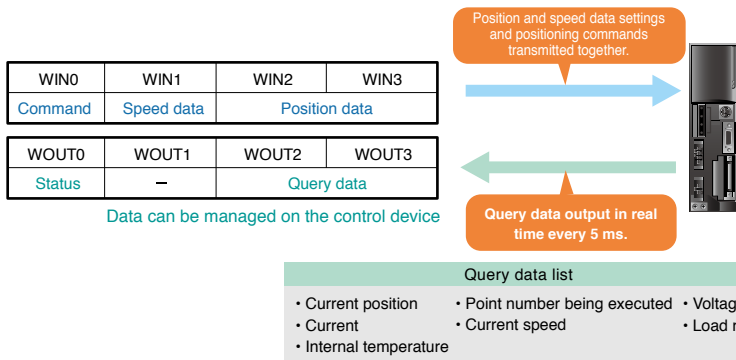 Position and speed data settings
and positioning commands
transmitted together.
WIN0 WIN1 WIN2 WIN3
Command Speed data Position data
WOUT0 WOUT1 WOUT2 WOUT3
Status – Query data
Data can be managed on the control device
Query data output in real
time every 5 ms.
Query data list
• Current position • Point number being executed •
• Current • Current speed • Load
• Internal temperature